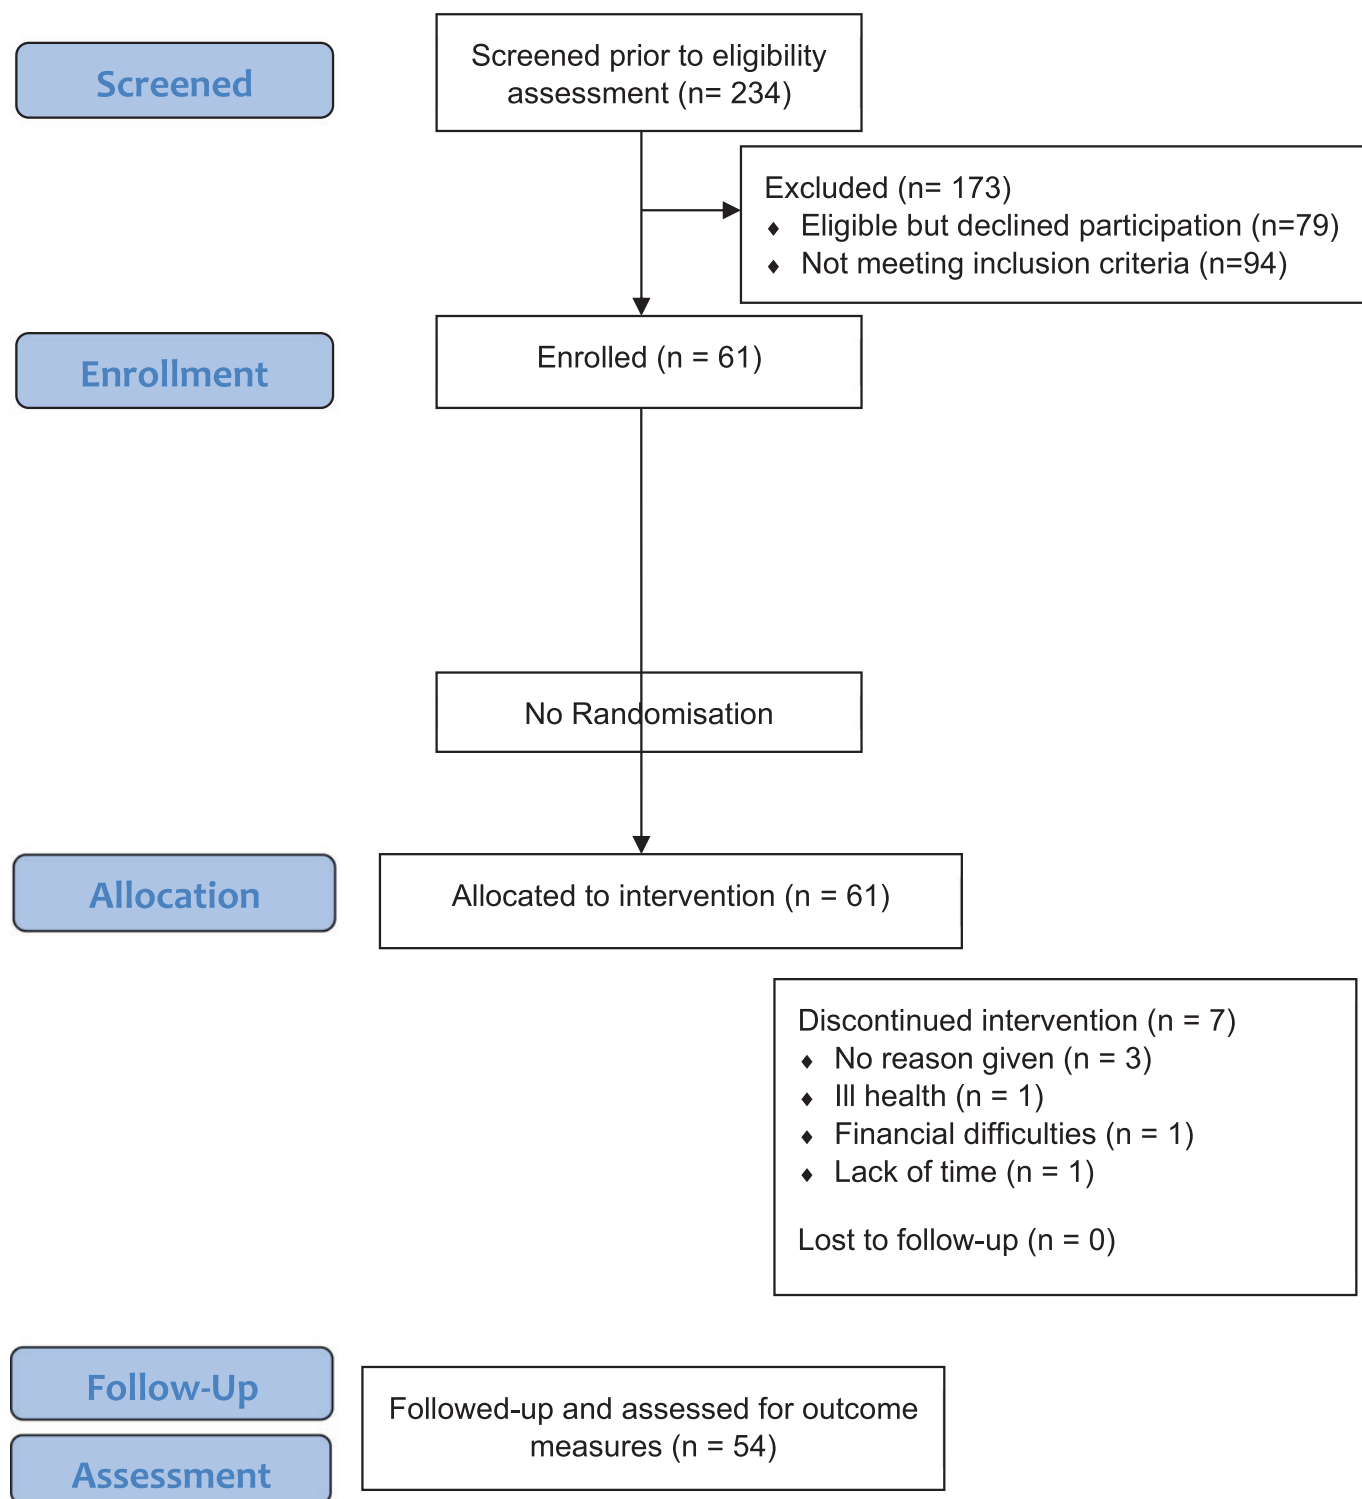 Screened
Screened prior to eligibility
assessment (n= 234)
Excluded (n= 173)
♦ Eligible but declined participation (n=79)
♦ Not meeting inclusion criteria (n=94)
Enrollment
Enrolled (n = 61)
No Randomisation
Allocation
Allocated to intervention (n = 61)
Discontinued intervention (n = 7)
♦ No reason given (n = 3)
♦ Ill health (n = 1)
♦ Financial difficulties (n = 1)
♦ Lack of time (n = 1)
Lost to follow-up (n = 0)
Follow-Up
Followed-up and assessed for outcome
measures (n = 54)
Assessment